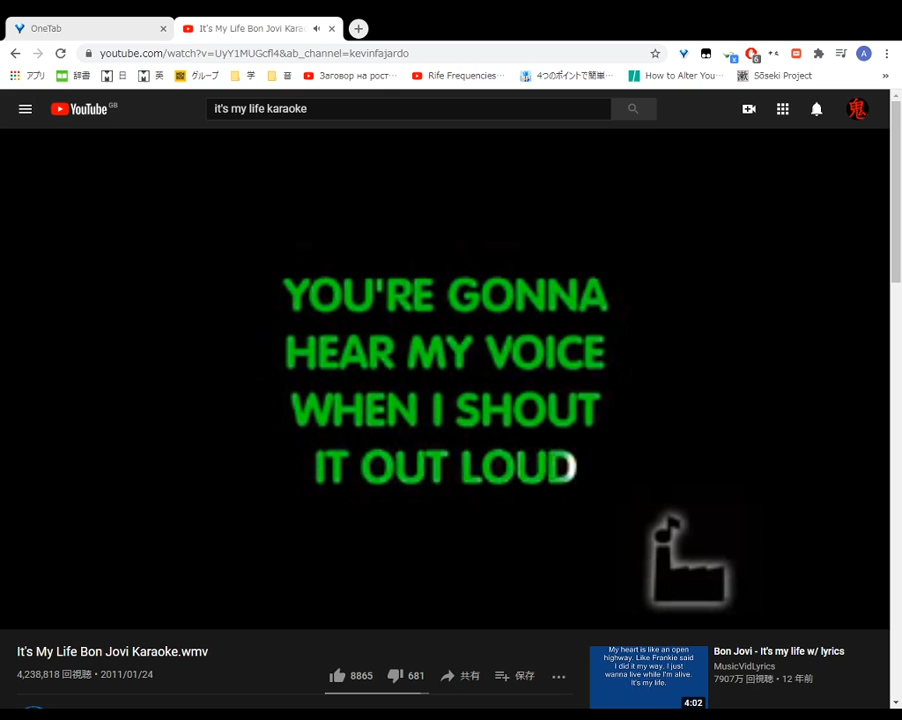 OneTab
It's My Life Bon Jovi Karao
youtube.com/watch?v=UyY1MUGcfl4&ab_channel=kevinfajardo
アプリ 辞書 日 英 グループ 学 音 Заговор на рост… Rife Frequencies… 4つのポイントで簡単… How to Alter You… Sōseki Project »
YouTube GB
it's my life karaoke
鬼
YOU'RE GONNA
HEAR MY VOICE
WHEN I SHOUT
IT OUT LOUD
It's My Life Bon Jovi Karaoke.wmv
4,238,818 回視聴・2011/01/24
8865 681 共有 保存
My heart is like an open
highway. Like Frankie said
I did it my way. I just
wanna live while I'm alive.
It's my life.
4:02
Bon Jovi - It's my life w/ lyrics
MusicVidLyrics
7907万 回視聴・12 年前